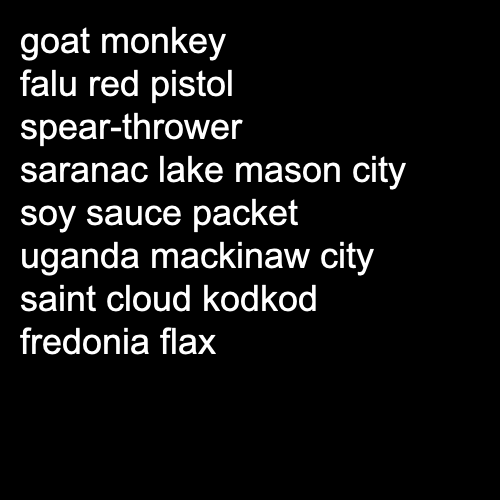 goat monkey
falu red pistol
spear-thrower
saranac lake mason city
soy sauce packet
uganda mackinaw city
saint cloud kodkod
fredonia flax